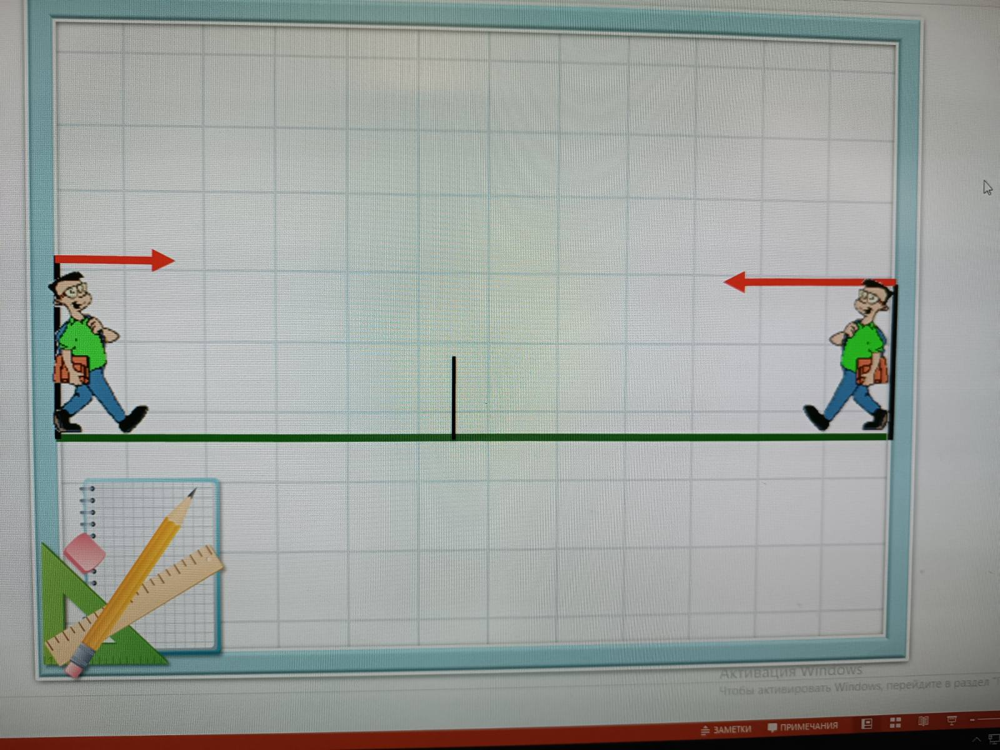 Активация Windows
Чтобы активировать Windows, перейдите в раздел
ЗАМЕТКИ
ПРИМЕЧАНИЯ